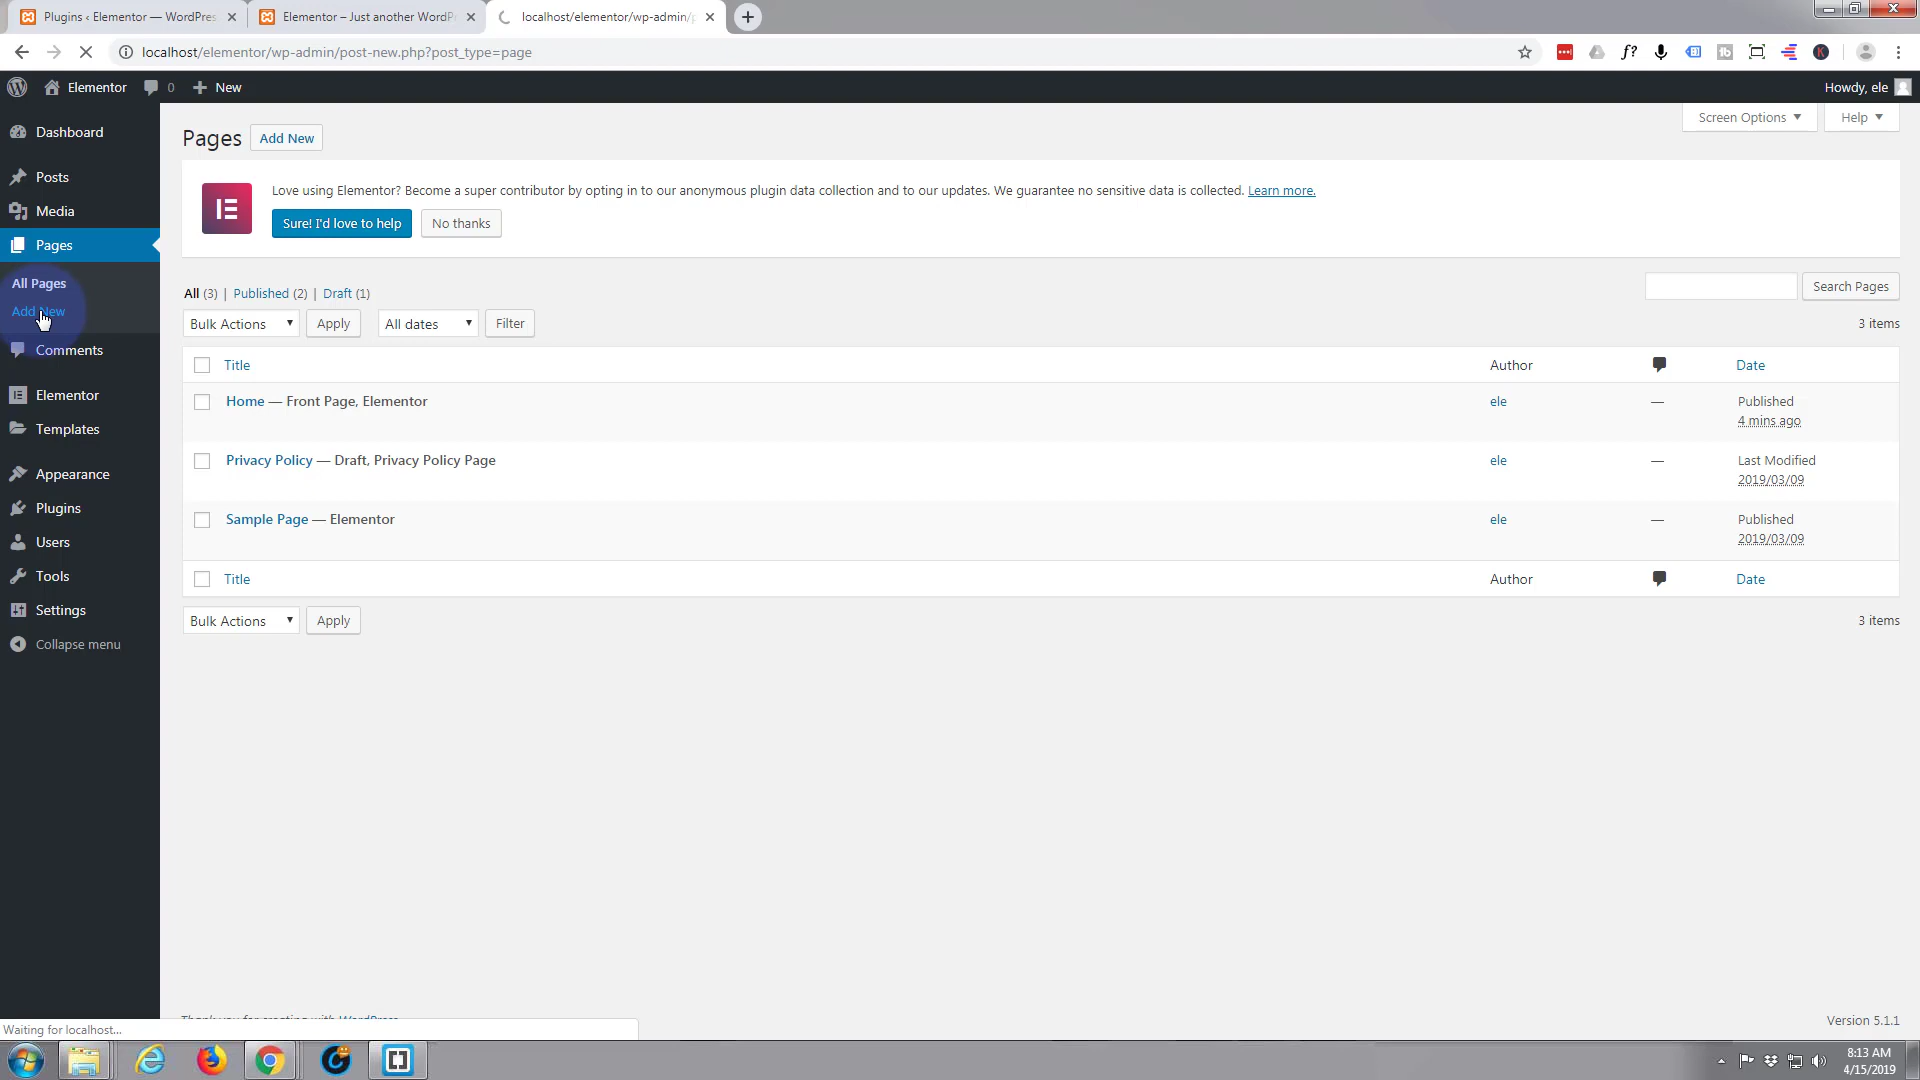 Plugins ‹ Elementor — WordPres
Elementor – Just another WordP
localhost/elementor/wp-admin/p
localhost/elementor/wp-admin/post-new.php?post_type=page
f?
Elementor
0
New
Howdy, ele
Dashboard
Posts
Media
Pages
All Pages
Add New
Comments
Elementor
Templates
Appearance
Plugins
Users
Tools
Settings
Collapse menu
Pages
Add New
Screen Options
Help
Love using Elementor? Become a super contributor by opting in to our anonymous plugin data collection and to our updates. We guarantee no sensitive data is collected. Learn more.
Sure! I'd love to help
No thanks
All (3) | Published (2) | Draft (1)
Search Pages
Bulk Actions
Apply
All dates
Filter
3 items
Title
Author
Date
Home — Front Page, Elementor
ele
—
Published
4 mins ago
Privacy Policy — Draft, Privacy Policy Page
ele
—
Last Modified
2019/03/09
Sample Page — Elementor
ele
—
Published
2019/03/09
Title
Author
Date
Bulk Actions
Apply
3 items
Thank you for creating with WordPress
Version 5.1.1
Waiting for localhost...
8:13 AM
4/15/2019